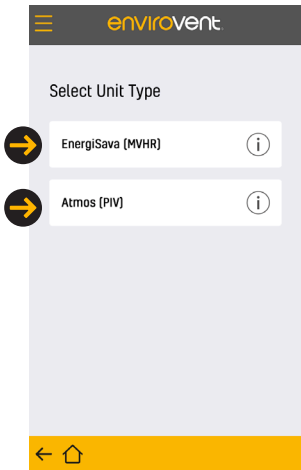 envirovent
Select Unit Type
EnergiSava (MVHR)
Atmos (PIV)